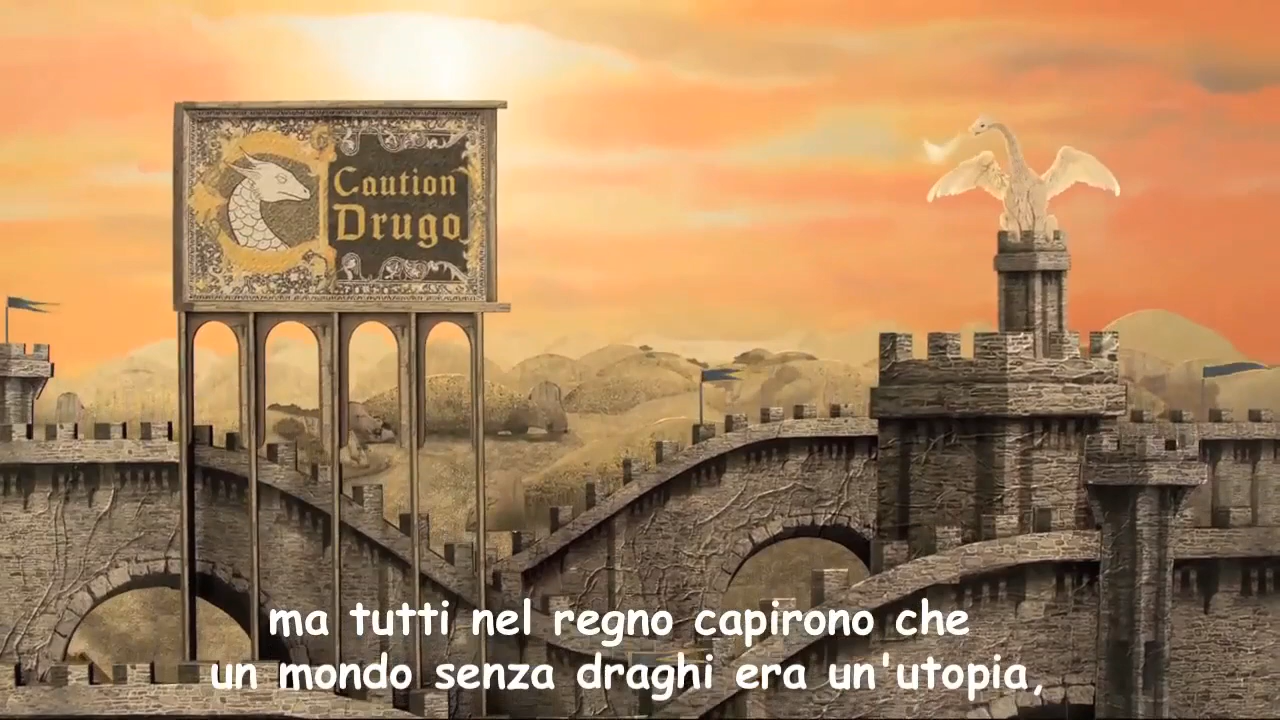 Caution
Drugo
ma tutti nel regno capirono che
un mondo senza draghi era un'utopia,